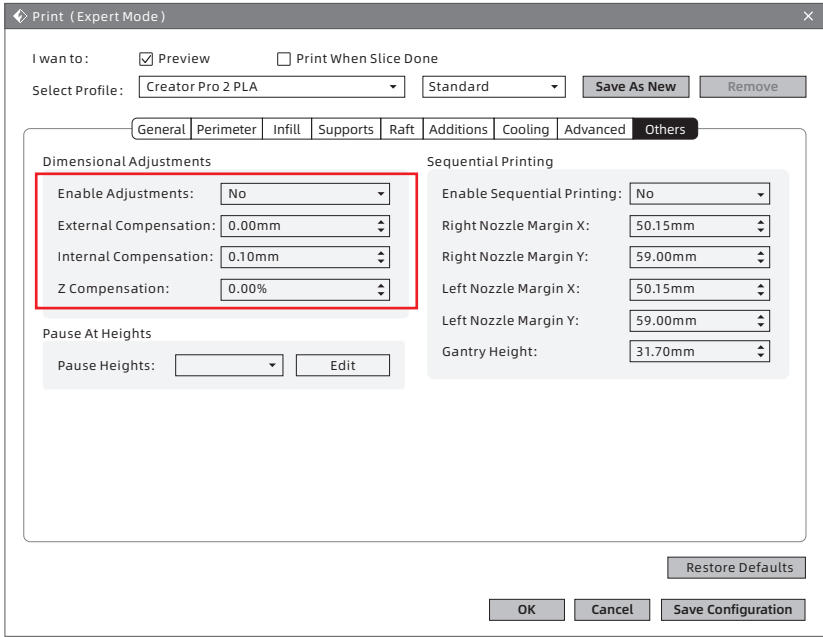 Print (Expert Mode)
I want to: Preview Print When Slice Done
Select Profile: Creator Pro 2 PLA Standard Save As New Remove
General Perimeter Infill Supports Raft Additions Cooling Advanced Others
Dimensional Adjustments
Enable Adjustments: No
External Compensation: 0.00mm
Internal Compensation: 0.10mm
Z Compensation: 0.00%
Pause At Heights
Pause Heights: Edit
Sequential Printing
Enable Sequential Printing: No
Right Nozzle Margin X: 50.15mm
Right Nozzle Margin Y: 59.00mm
Left Nozzle Margin X: 50.15mm
Left Nozzle Margin Y: 59.00mm
Gantry Height: 31.70mm
Restore Defaults
OK Cancel Save Configuration